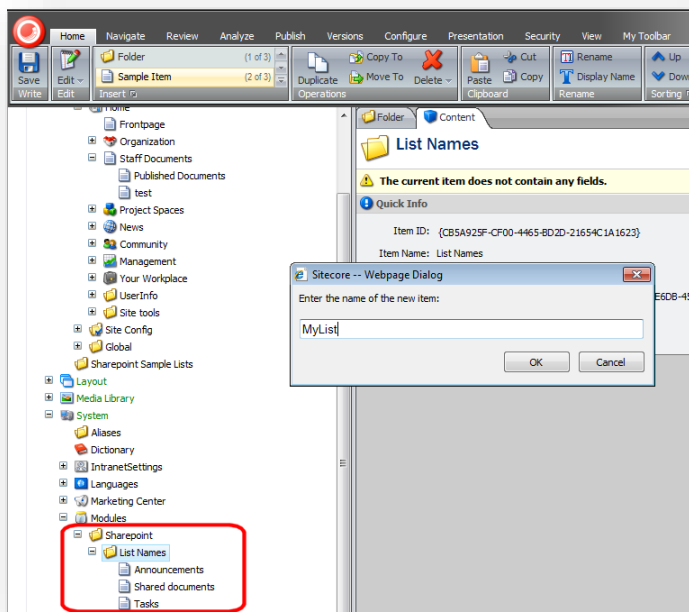 Home Navigate Review Analyze Publish Versions Configure Presentation Security View My Toolbar
Folder (1 of 3) Copy To Cut Rename Up
Save Edit Sample Item (2 of 3) Duplicate Move To Delete Paste Copy Display Name Down
Write Edit Insert Operations Clipboard Rename Sorting
Home
Frontpage
Organization
Staff Documents
Published Documents
test
Project Spaces
News
Community
Management
Your Workplace
UserInfo
Site tools
Site Config
Global
Sharepoint Sample Lists
Layout
Media Library
System
Aliases
Dictionary
IntranetSettings
Languages
Marketing Center
Modules
Sharepoint
List Names
Announcements
Shared documents
Tasks
Folder Content
List Names
The current item does not contain any fields.
Quick Info
Item ID: {CB5A925F-CF00-4465-BD2D-21654C1A1623}
Item Name: List Names
Sitecore -- Webpage Dialog
Enter the name of the new item:
MyList
OK Cancel